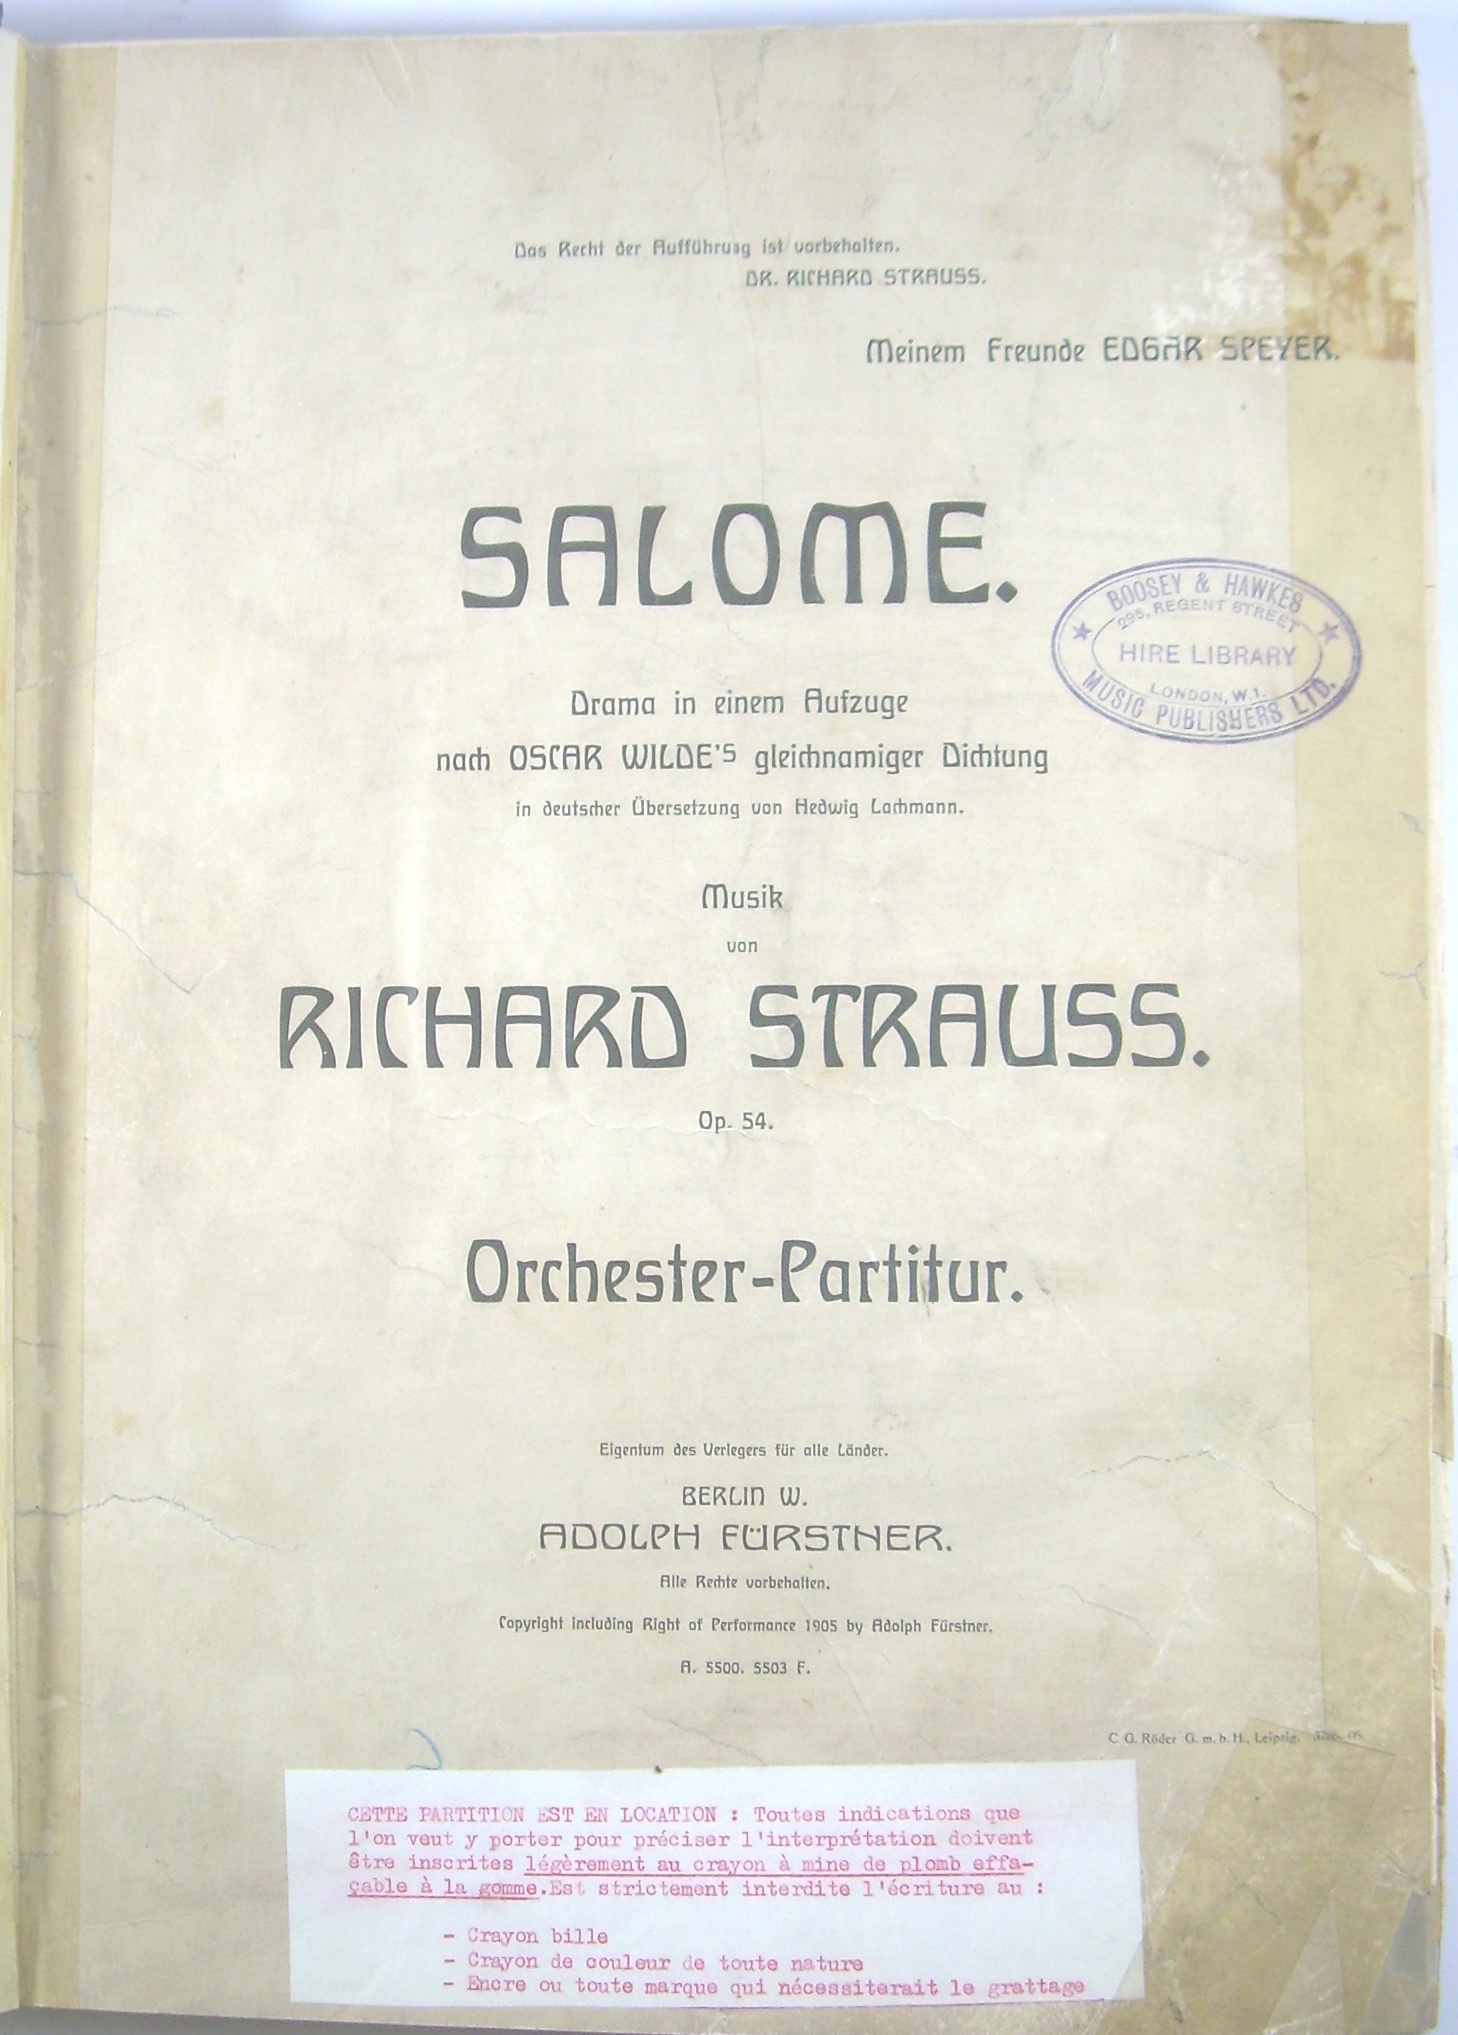 Das Recht der Aufführung ist vorbehalten.
DR. RICHARD STRAUSS.
Meinem Freunde EDGAR SPEYER.
SALOME.
BOOSEY & HAWKES
295, REGENT STREET
HIRE LIBRARY
LONDON, W.1.
MUSIC PUBLISHERS LTD.
Drama in einem Aufzuge
nach OSCAR WILDE'S gleichnamiger Dichtung
in deutscher Übersetzung von Hedwig Lachmann.
Musik
von
RICHARD STRAUSS.
Op. 54.
Orchester-Partitur.
Eigentum des Verlegers für alle Länder.
BERLIN W.
ADOLPH FÜRSTNER.
Alle Rechte vorbehalten.
Copyright including Right of Performance 1905 by Adolph Fürstner.
A. 5500. 5503 F.
C. G. Röder G. m. b. H., Leipzig.
CETTE PARTITION EST EN LOCATION : Toutes indications que
l'on veut y porter pour préciser l'interprétation doivent
être inscrites légèrement au crayon à mine de plomb effa-
çable à la gomme.Est strictement interdite l'écriture au :
- Crayon bille
- Crayon de couleur de toute nature
- Encre ou toute marque qui nécessiterait le grattage